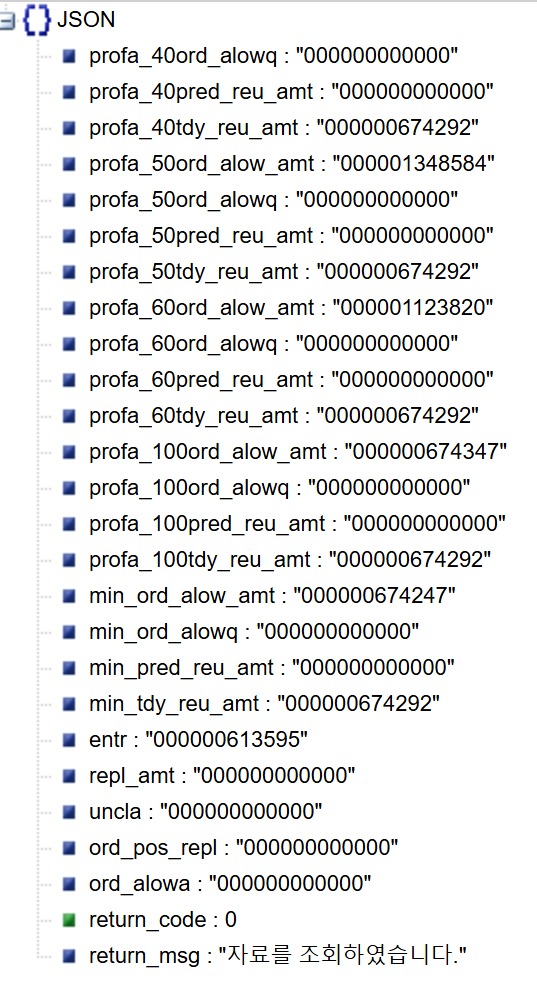 JSON
profa_40ord_alowq : "000000000000"
profa_40pred_reu_amt : "000000000000"
profa_40tdy_reu_amt : "000000674292"
profa_50ord_alow_amt : "000001348584"
profa_50ord_alowq : "000000000000"
profa_50pred_reu_amt : "000000000000"
profa_50tdy_reu_amt : "000000674292"
profa_60ord_alow_amt : "000001123820"
profa_60ord_alowq : "000000000000"
profa_60pred_reu_amt : "000000000000"
profa_60tdy_reu_amt : "000000674292"
profa_100ord_alow_amt : "000000674347"
profa_100ord_alowq : "000000000000"
profa_100pred_reu_amt : "000000000000"
profa_100tdy_reu_amt : "000000674292"
min_ord_alow_amt : "000000674247"
min_ord_alowq : "000000000000"
min_pred_reu_amt : "000000000000"
min_tdy_reu_amt : "000000674292"
entr : "000000613595"
repl_amt : "000000000000"
uncla : "000000000000"
ord_pos_repl : "000000000000"
ord_alowa : "000000000000"
return_code : 0
return_msg : "자료를 조회하였습니다."